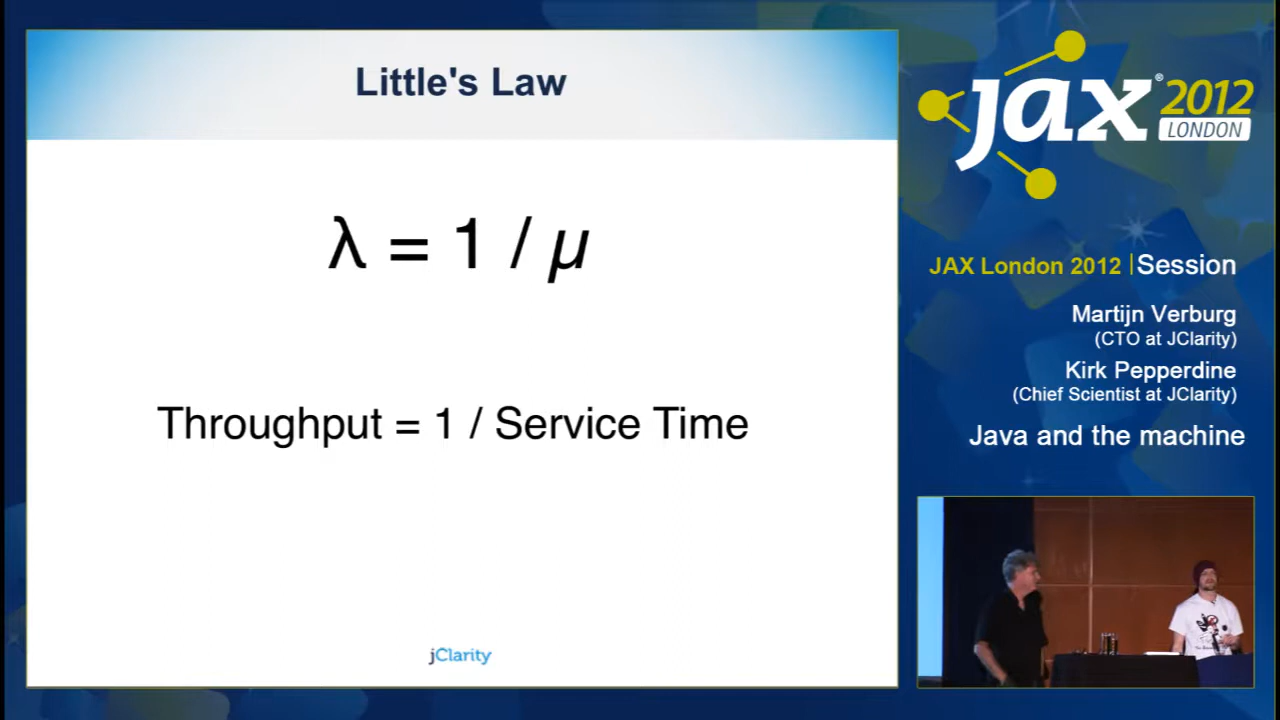 Little's Law
λ = 1 / μ
Throughput = 1 / Service Time
jClarity
jax® 2012
LONDON
JAX London 2012 | Session
Martijn Verburg
(CTO at JClarity)
Kirk Pepperdine
(Chief Scientist at JClarity)
Java and the machine